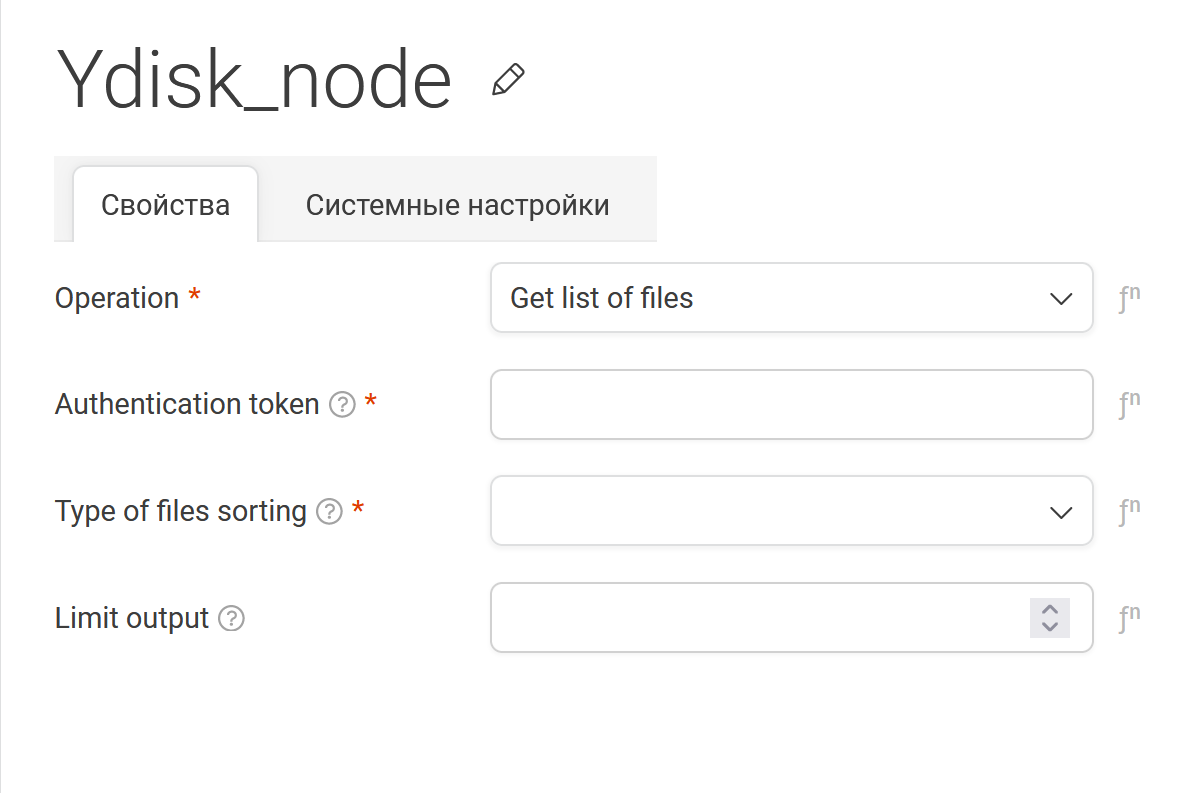 Ydisk_node
Свойства Системные настройки
Operation * Get list of files ƒⁿ
Authentication token ? * ƒⁿ
Type of files sorting ? * ƒⁿ
Limit output ? ƒⁿ